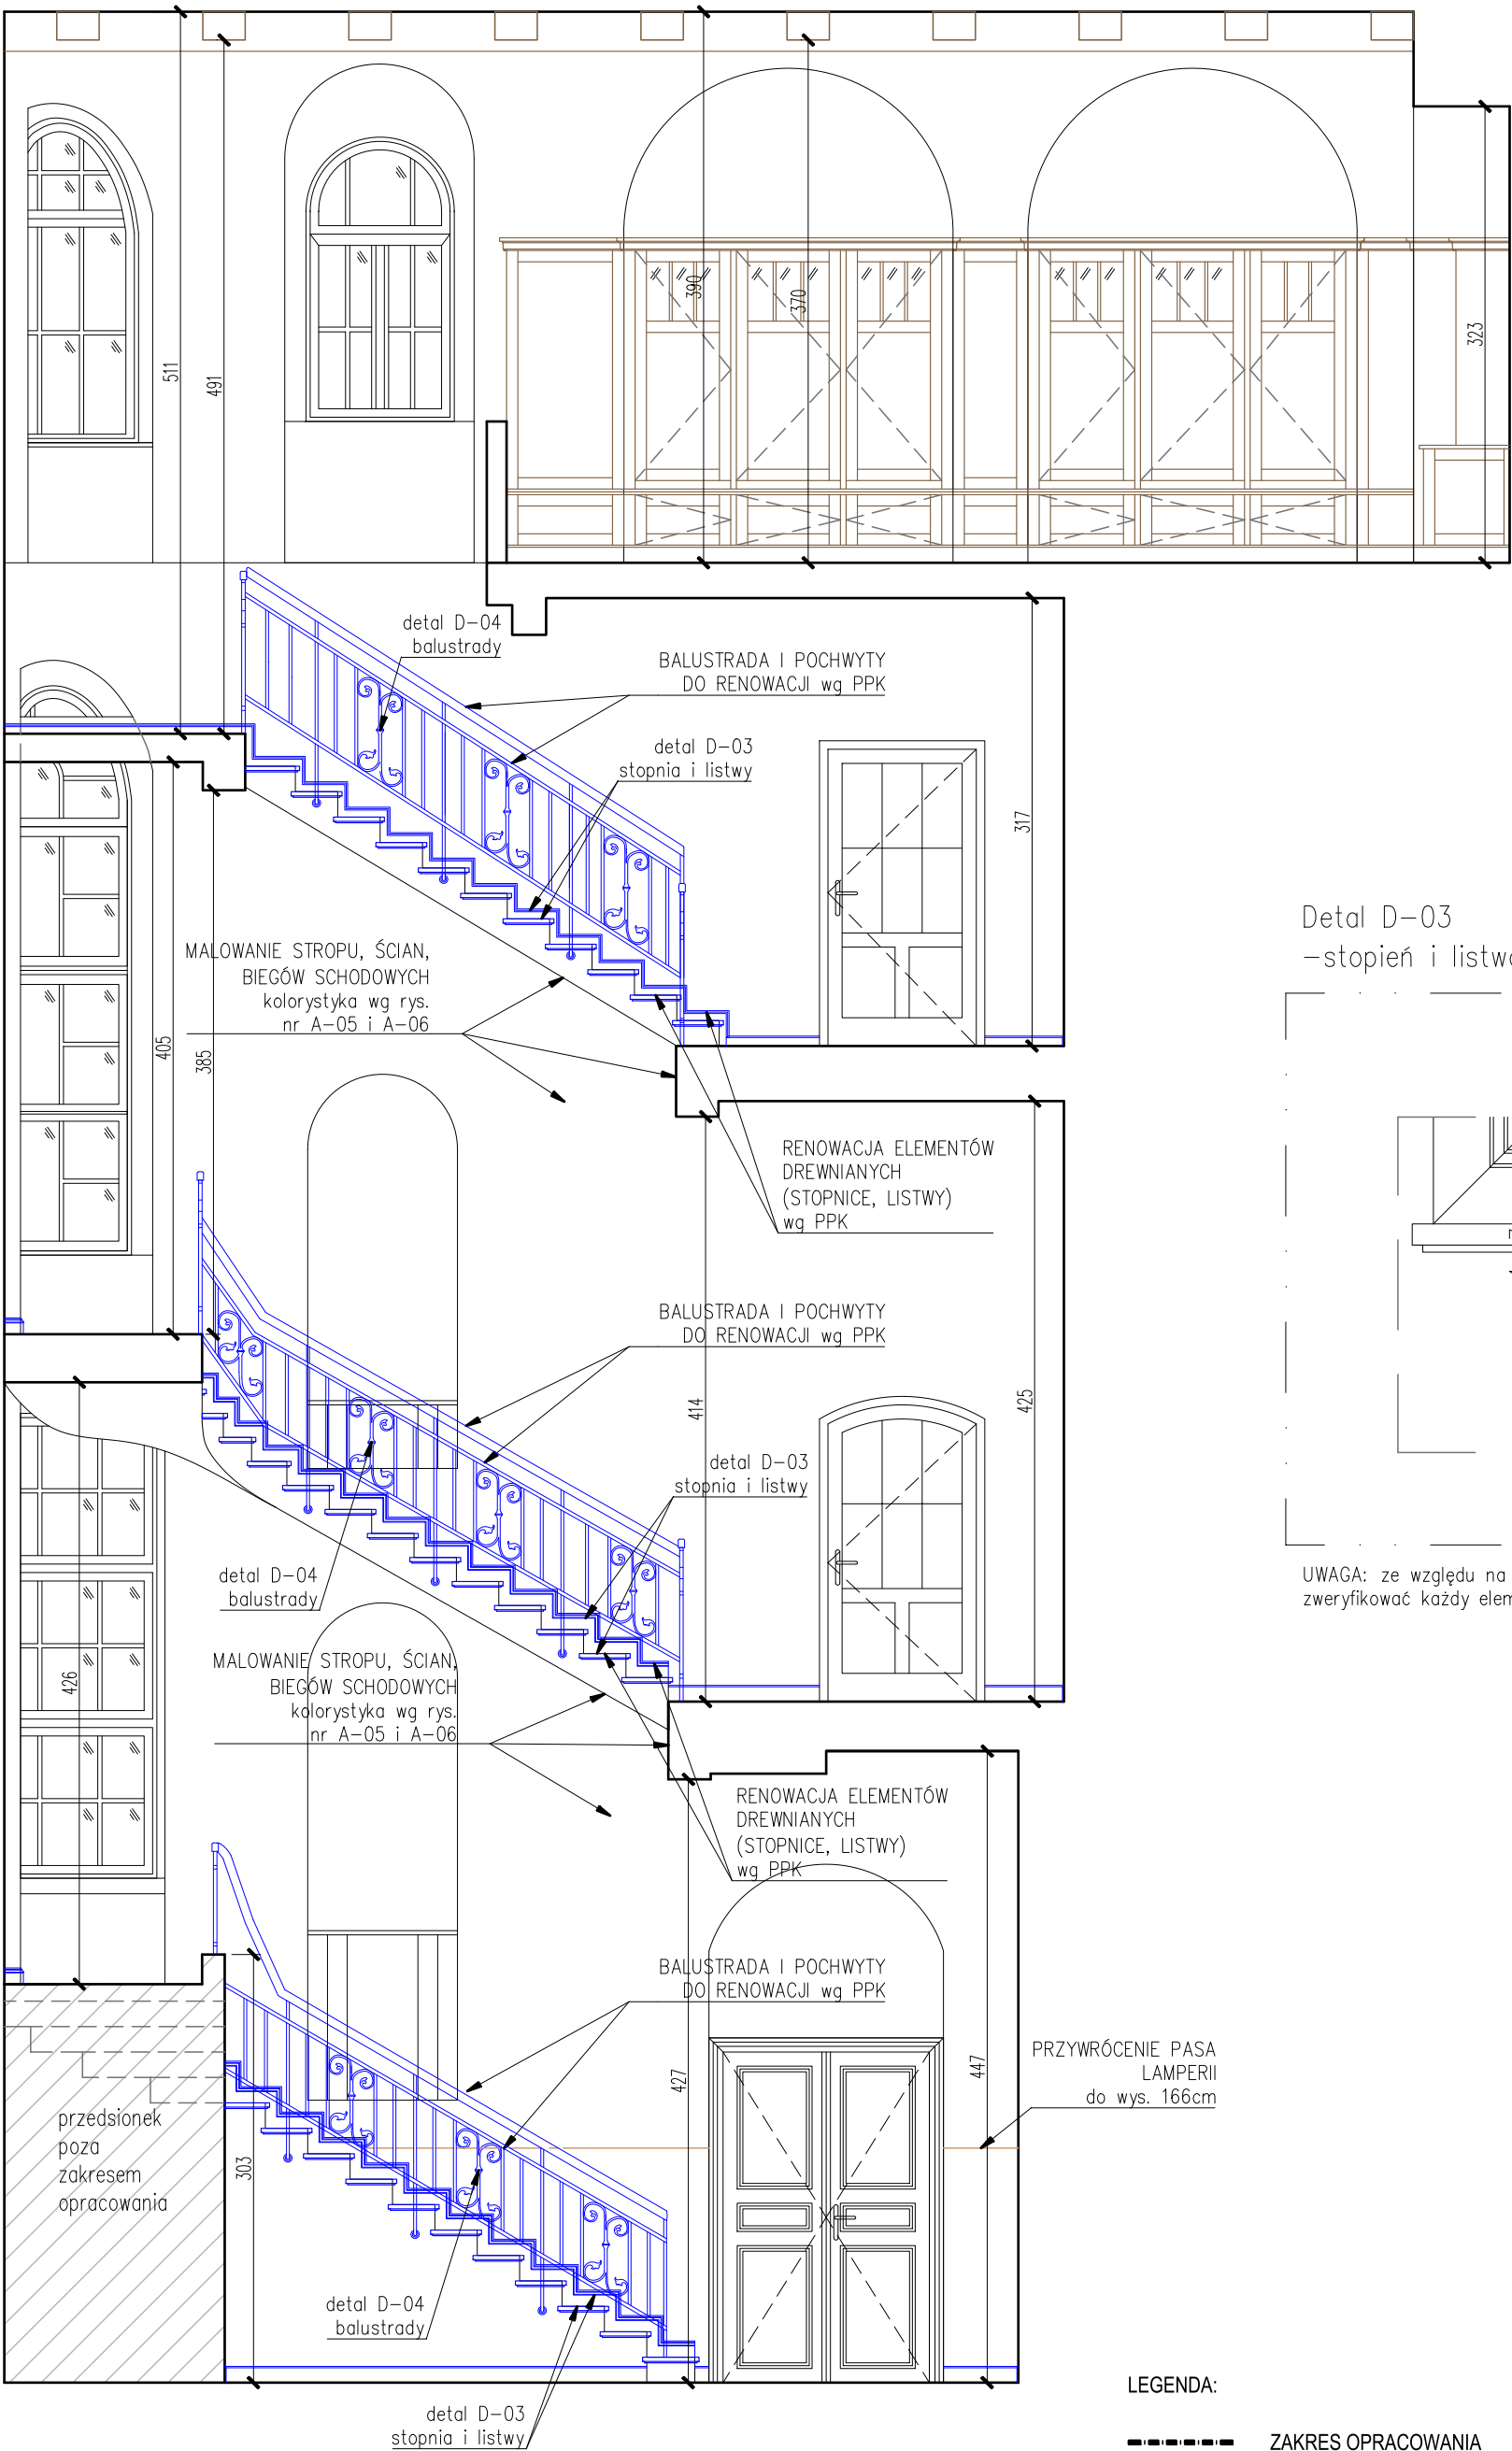 511
491
390
370
323
detal D-04
balustrady
BALUSTRADA I POCHWYTY
DO RENOWACJI wg PPK
detal D-03
stopnia i listwy
317
MALOWANIE STROPU, ŚCIAN,
BIEGÓW SCHODOWYCH
kolorystyka wg rys.
nr A-05 i A-06
405
385
Detal D-03
-stopień i listwa
RENOWACJA ELEMENTÓW
DREWNIANYCH
(STOPNICE, LISTWY)
wg PPK
BALUSTRADA I POCHWYTY
DO RENOWACJI wg PPK
414
425
detal D-03
stopnia i listwy
detal D-04
balustrady
UWAGA: ze względu na
zweryfikować każdy
426
MALOWANIE STROPU, ŚCIAN,
BIEGÓW SCHODOWYCH
kolorystyka wg rys.
nr A-05 i A-06
RENOWACJA ELEMENTÓW
DREWNIANYCH
(STOPNICE, LISTWY)
wg PPK
BALUSTRADA I POCHWYTY
DO RENOWACJI wg PPK
427
447
PRZYWRÓCENIE PASA
LAMPERII
do wys. 166cm
przedsionek
poza
zakresem
opracowania
303
detal D-04
balustrady
detal D-03
stopnia i listwy
LEGENDA:
ZAKRES OPRACOWANIA